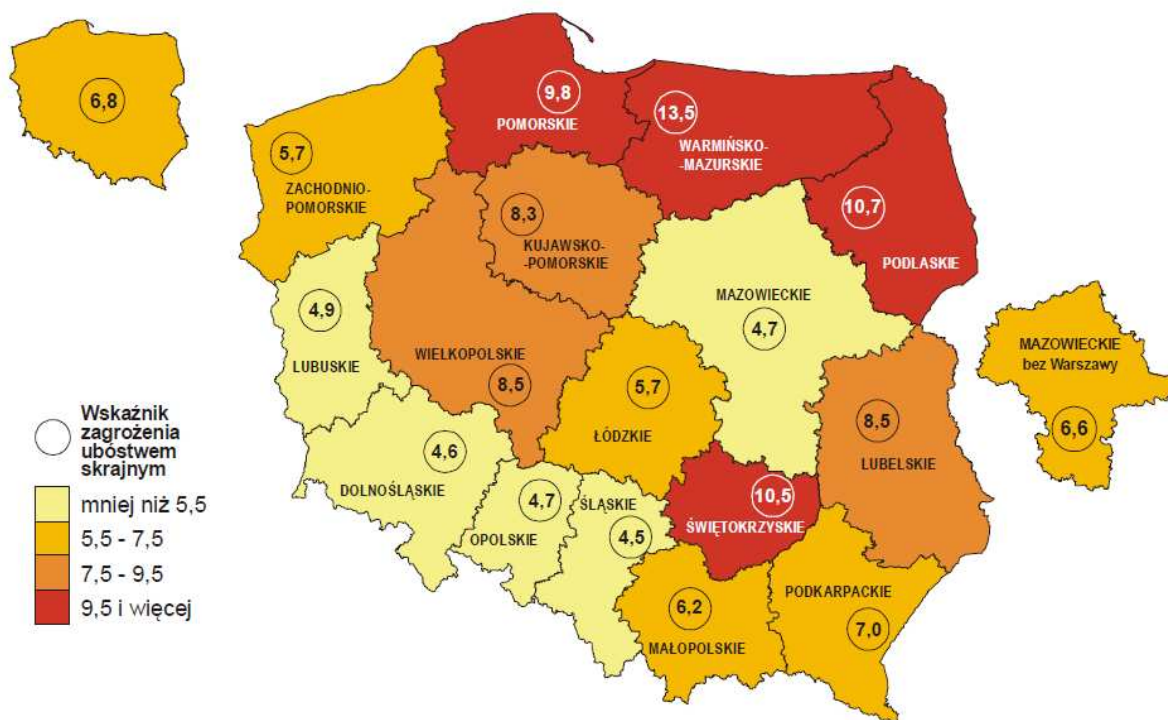 6,8
9,8
POMORSKIE
13,5
WARMIŃSKO-
-MAZURSKIE
5,7
ZACHODNIO-
POMORSKIE
8,3
KUJAWSKO-
-POMORSKIE
10,7
PODLASKIE
4,9
LUBUSKIE
WIELKOPOLSKIE
8,5
MAZOWIECKIE
4,7
MAZOWIECKIE
bez Warszawy
6,6
5,7
ŁÓDZKIE
8,5
LUBELSKIE
4,6
DOLNOŚLĄSKIE
4,7
OPOLSKIE
ŚLĄSKIE
4,5
10,5
ŚWIĘTOKRZYSKIE
6,2
MAŁOPOLSKIE
PODKARPACKIE
7,0
Wskaźnik
zagrożenia
ubóstwem
skrajnym
mniej niż 5,5
5,5 - 7,5
7,5 - 9,5
9,5 i więcej